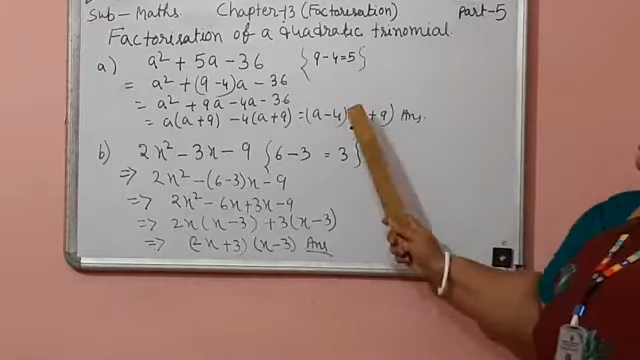 Sub - Maths. Chapter-13 (Factorisation) Part-5
Factorisation of a quadratic trinomial.
a) a² + 5a - 36 {9-4=5}
= a² + (9-4)a - 36
= a² + 9a - 4a - 36
= a(a+9) - 4(a+9) = (a-4) +9) Ans.
b) 2x² - 3x - 9 {6-3 = 3}
=> 2x² - (6-3)x - 9
=> 2x² - 6x + 3x - 9
=> 2x(x-3) + 3(x-3)
=> (2x+3)(x-3) Ans